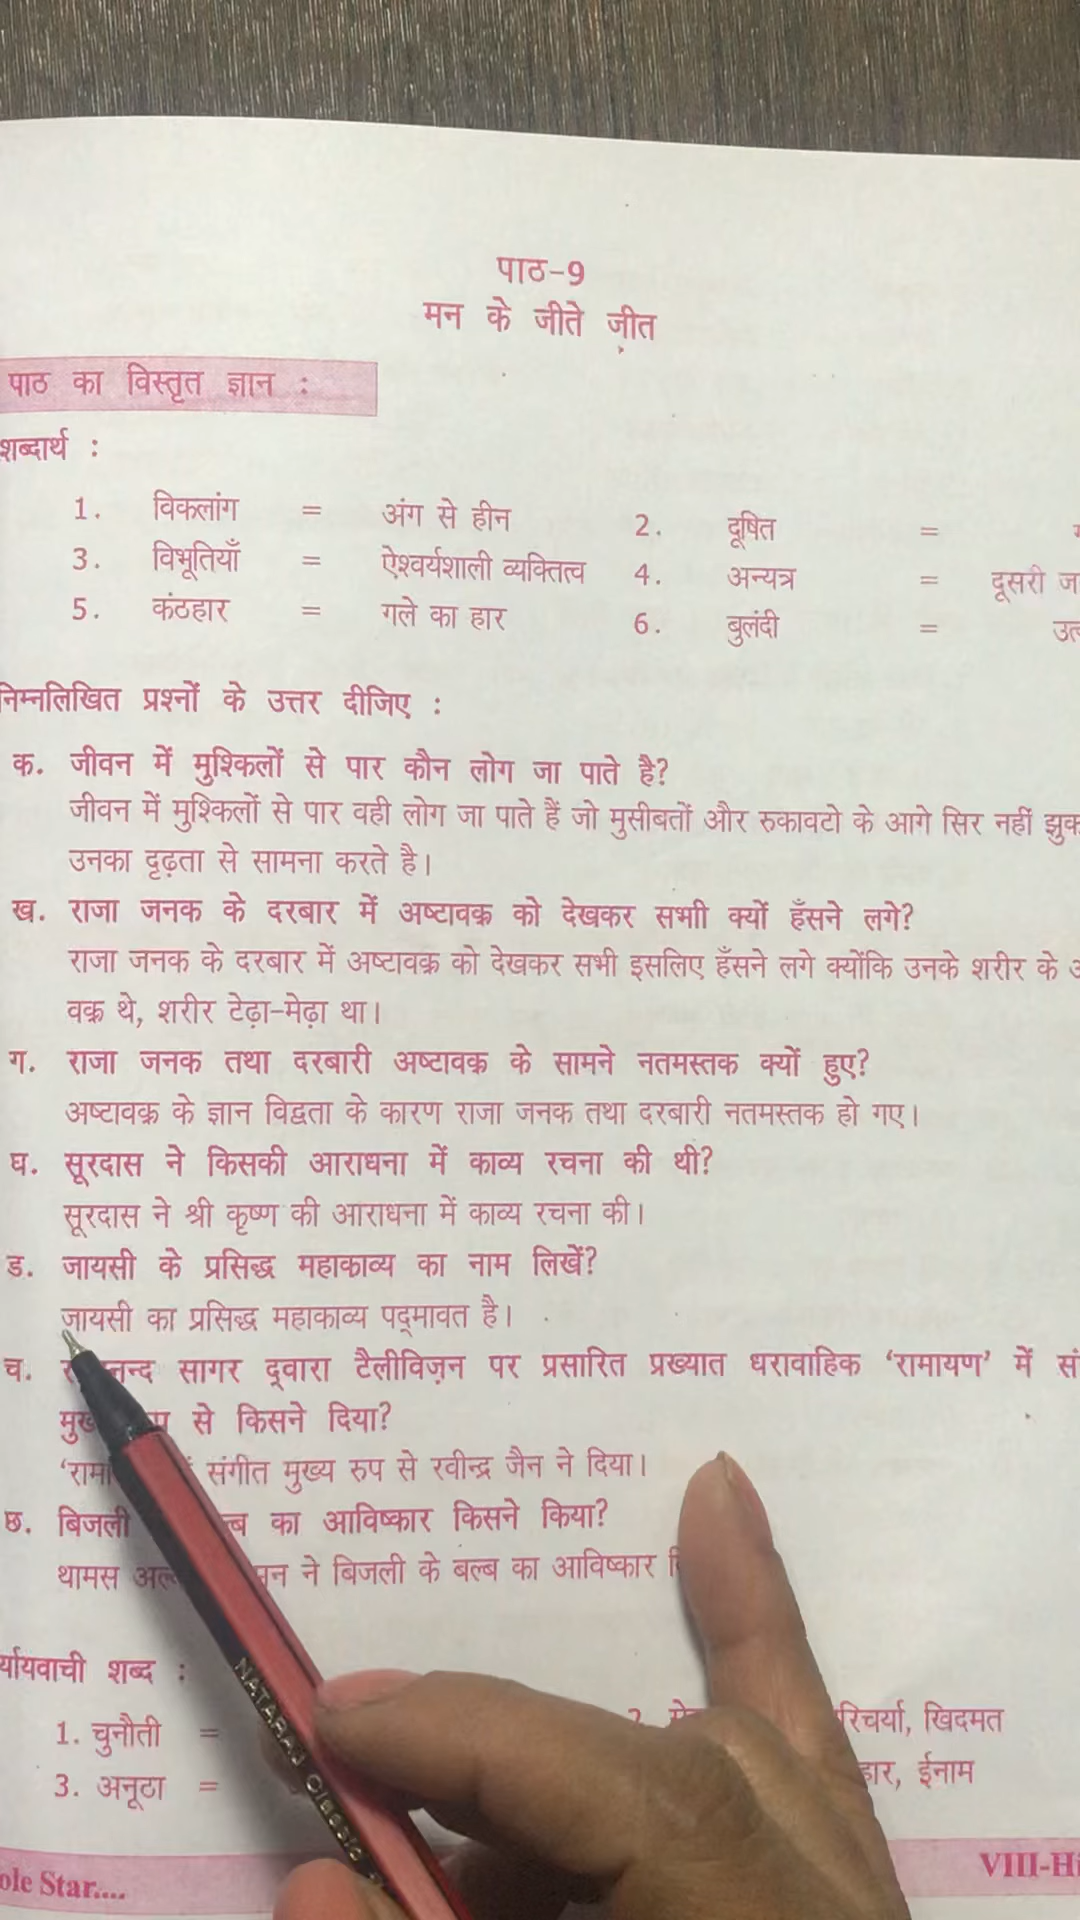 पाठ-9
मन के जीते जीत
पाठ का विस्तृत ज्ञान :
शब्दार्थ :
1. विकलांग = अंग से हीन 2. दूषित =
3. विभूतियाँ = ऐश्वर्यशाली व्यक्तित्व 4. अन्यत्र = दूसरी
5. कंठहार = गले का हार 6. बुलंदी =
निम्नलिखित प्रश्नों के उत्तर दीजिए :
क. जीवन में मुश्किलों से पार कौन लोग जा पाते है?
जीवन में मुश्किलों से पार वही लोग जा पाते हैं जो मुसीबतों और रुकावटो के आगे सिर नहीं
उनका दृढ़ता से सामना करते है।
ख. राजा जनक के दरबार में अष्टावक्र को देखकर सभाी क्यों हँसने लगे?
राजा जनक के दरबार में अष्टावक्र को देखकर सभी इसलिए हँसने लगे क्योंकि उनके शरीर के
वक्र थे, शरीर टेढ़ा-मेढ़ा था।
ग. राजा जनक तथा दरबारी अष्टावक्र के सामने नतमस्तक क्यों हुए?
अष्टावक्र के ज्ञान विद्वता के कारण राजा जनक तथा दरबारी नतमस्तक हो गए।
घ. सूरदास ने किसकी आराधना में काव्य रचना की थी?
सूरदास ने श्री कृष्ण की आराधना में काव्य रचना की।
ड. जायसी के प्रसिद्ध महाकाव्य का नाम लिखें?
जायसी का प्रसिद्ध महाकाव्य पद्‌मावत है।
च. सागर द्‌वारा टैलीविज़न पर प्रसारित प्रख्यात धरावाहिक ‘रामायण’ में
से किसने दिया?
संगीत मुख्य रुप से रवीन्द्र जैन ने दिया।
छ. बिजली का आविष्कार किसने किया?
थामस ने बिजली के बल्ब का आविष्कार
शब्द :
1. चुनौती = खिदमत
3. अनूठा = ईनाम
Star....